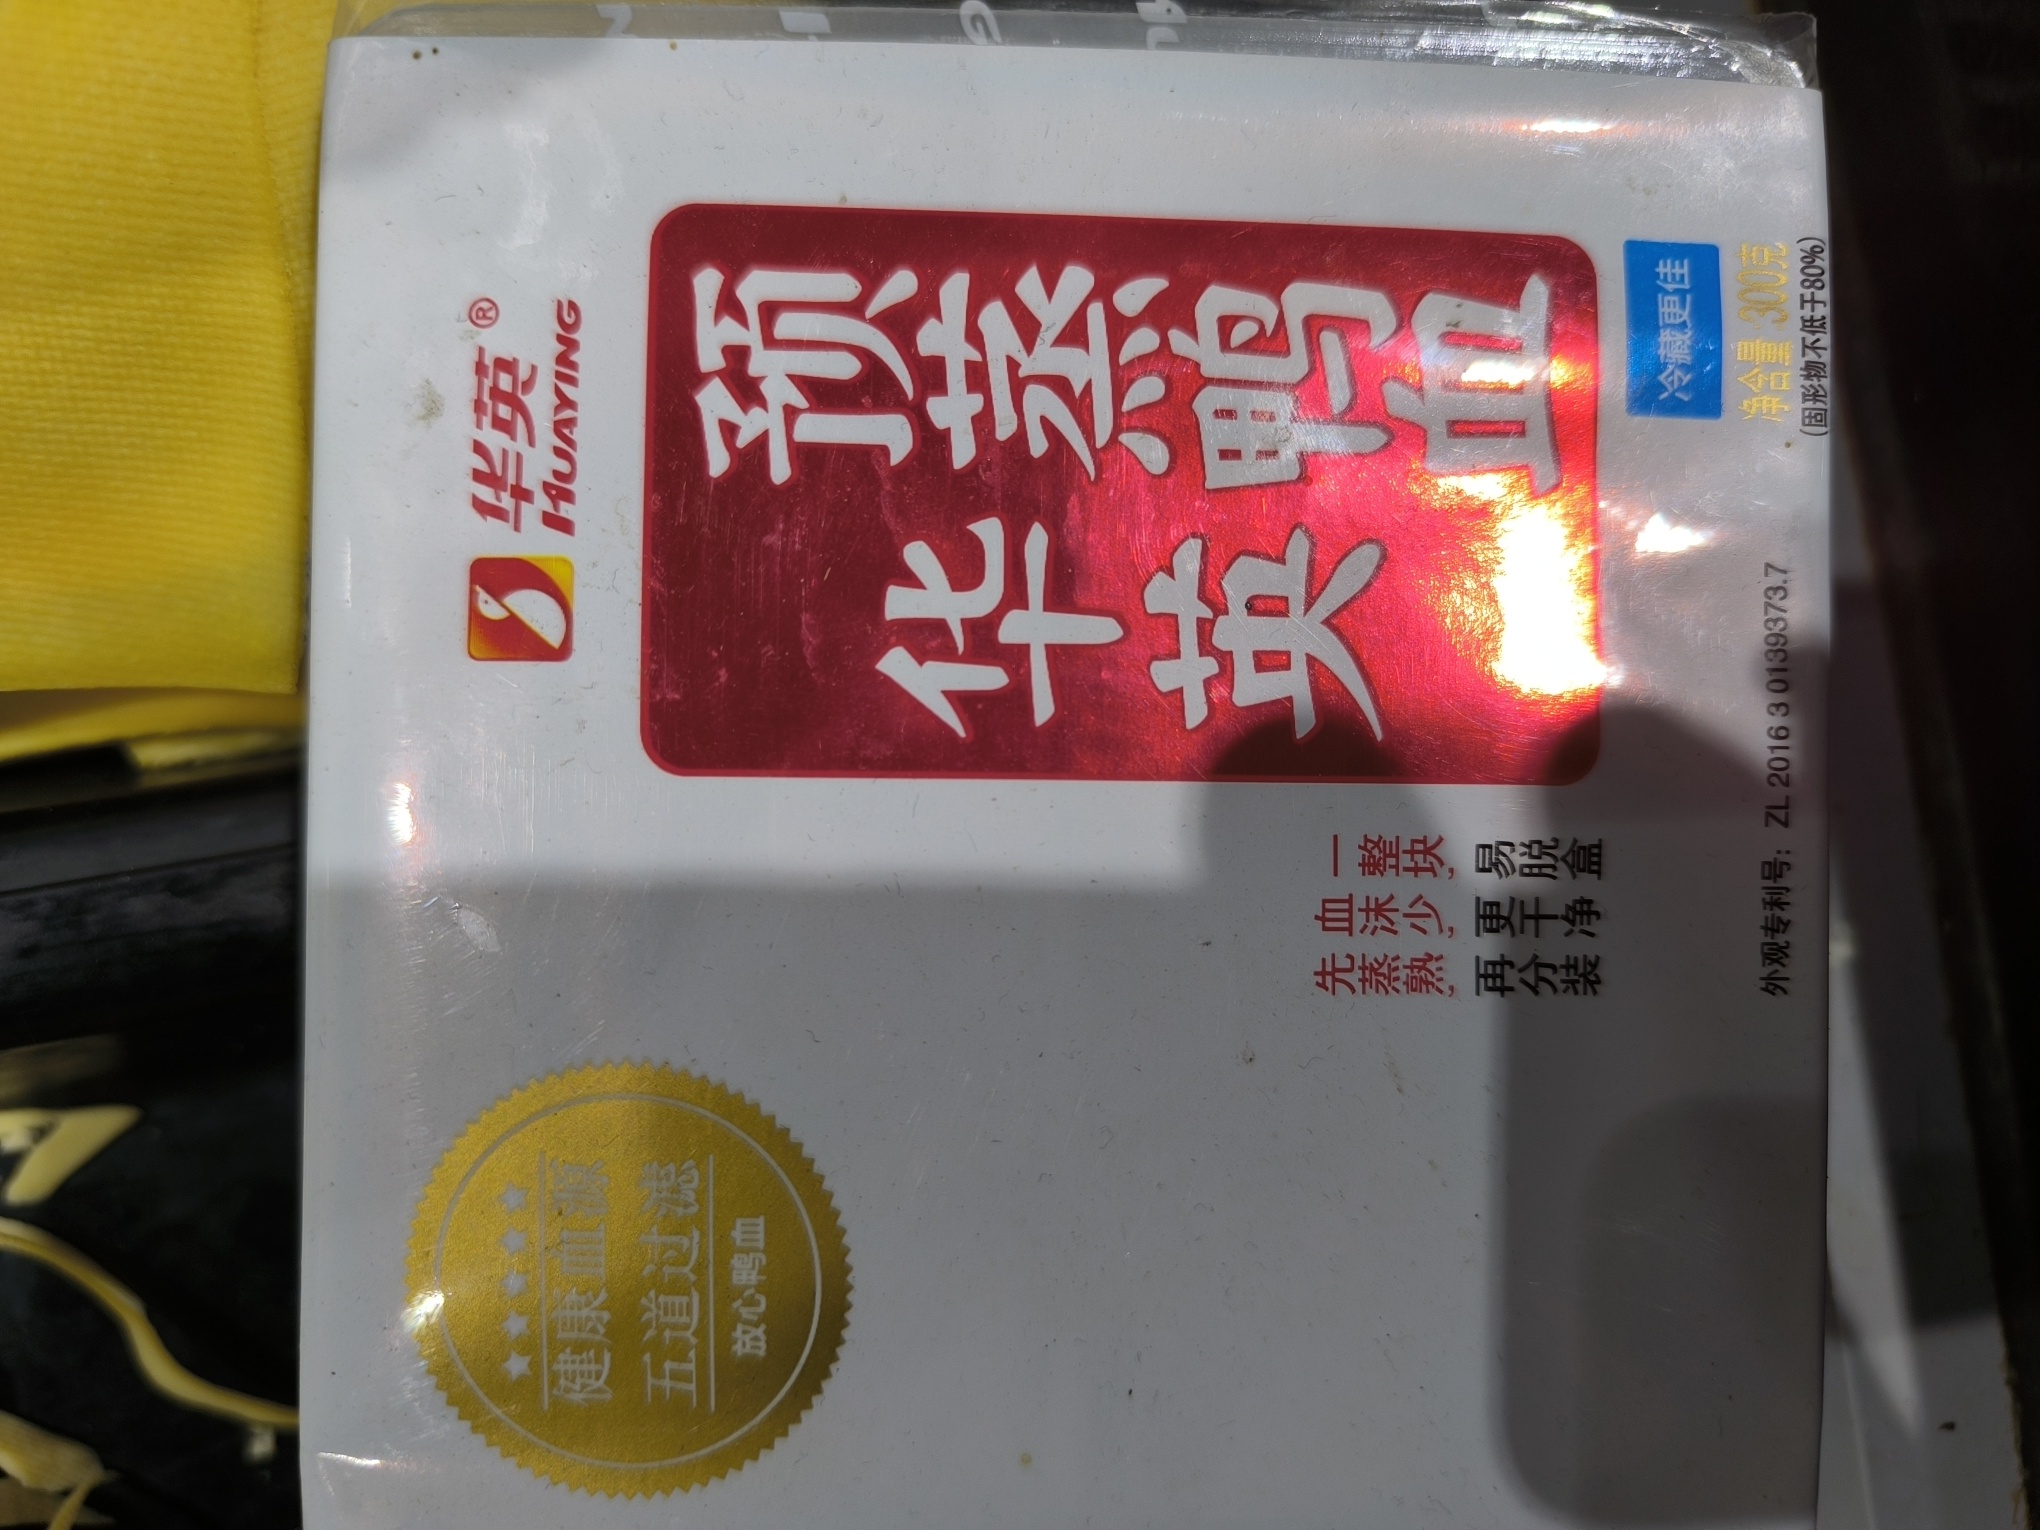 华英®
HUAYING
预蒸鸭血
华英
冷藏更佳
净含量 300克
(固形物不低于80%)
健康血源
五道过滤
放心鸭血
先蒸熟，再分装
血沫少，更干净
一整块，易脱盒
外观专利号：ZL 2016 3 0139373.7